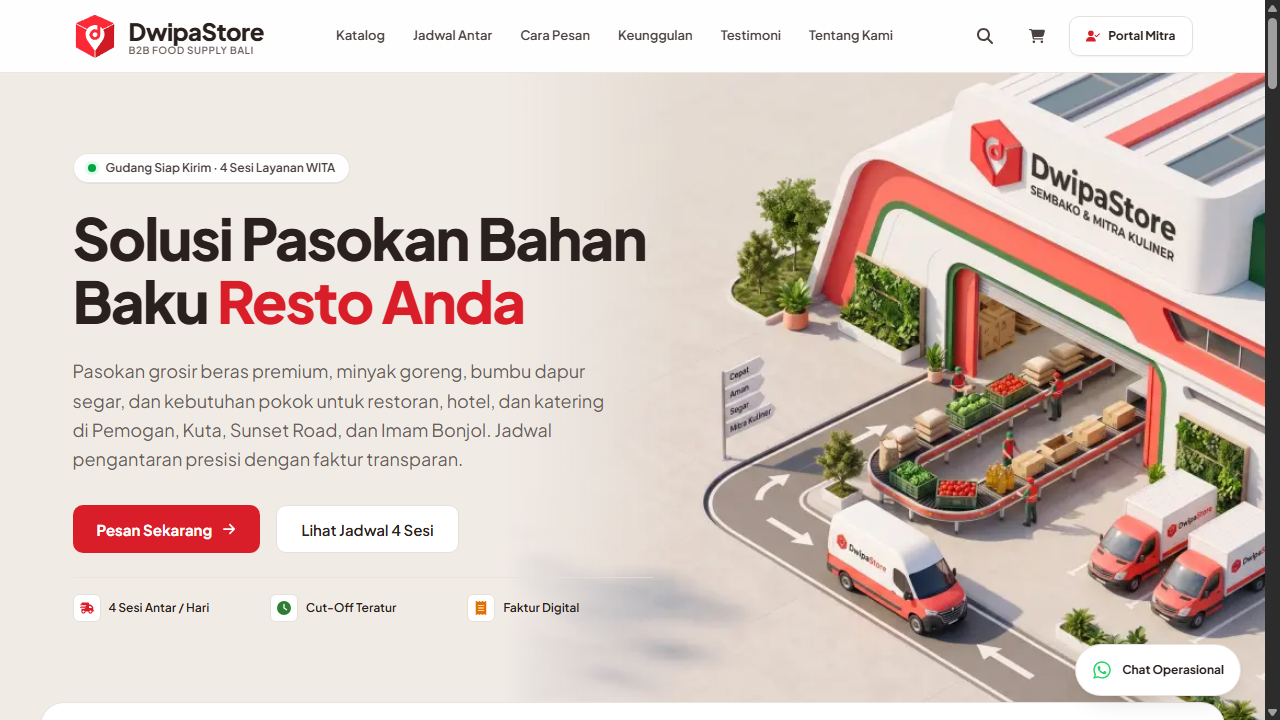 DwipaStore
B2B FOOD SUPPLY BALI
Katalog
Jadwal Antar
Cara Pesan
Keunggulan
Testimoni
Tentang Kami
Portal Mitra
Gudang Siap Kirim · 4 Sesi Layanan WITA
Solusi Pasokan Bahan
Baku Resto Anda
Pasokan grosir beras premium, minyak goreng, bumbu dapur
segar, dan kebutuhan pokok untuk restoran, hotel, dan katering
di Pemogan, Kuta, Sunset Road, dan Imam Bonjol. Jadwal
pengantaran presisi dengan faktur transparan.
Pesan Sekarang
Lihat Jadwal 4 Sesi
4 Sesi Antar / Hari
Cut-Off Teratur
Faktur Digital
DwipaStore
SEMBAKO & MITRA KULINER
Cepat
Aman
Segar
Mitra Kuliner
DwipaStore
DwipaStore
DwipaStore
Chat Operasional